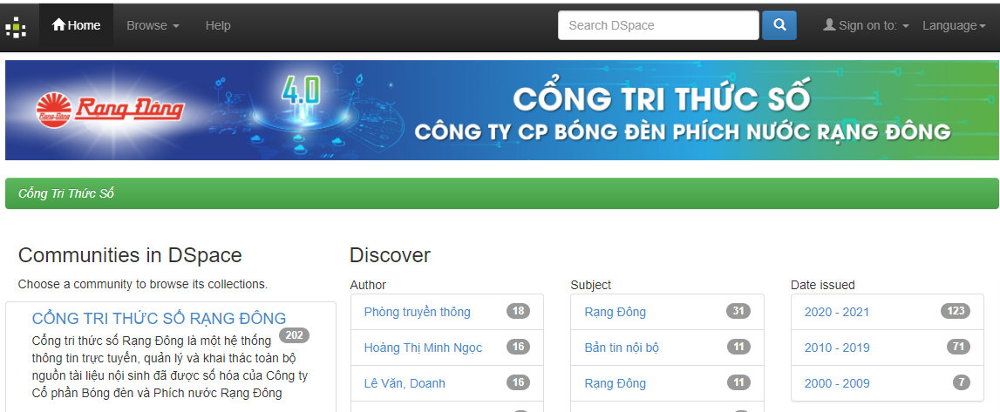 Home
Browse
Help
Search DSpace
Sign on to:
Language
Rạng Đông
Rạng Đông
4.0
CỔNG TRI THỨC SỐ
CÔNG TY CP BÓNG ĐÈN PHÍCH NƯỚC RẠNG ĐÔNG
Cổng Tri Thức Số
Communities in DSpace
Choose a community to browse its collections.
CỔNG TRI THỨC SỐ RẠNG ĐÔNG
202
Cổng tri thức số Rạng Đông là một hệ thống
thông tin trực tuyến, quản lý và khai thác toàn bộ
nguồn tài liệu nội sinh đã được số hóa của Công ty
Cổ phần Bóng đèn và Phích nước Rạng Đông
Discover
Author
Phòng truyền thông 18
Hoàng Thị Minh Ngọc 16
Lê Văn, Doanh 16
Subject
Rạng Đông 31
Bản tin nội bộ 11
Rạng Đông 11
Date issued
2020 - 2021 123
2010 - 2019 71
2000 - 2009 7